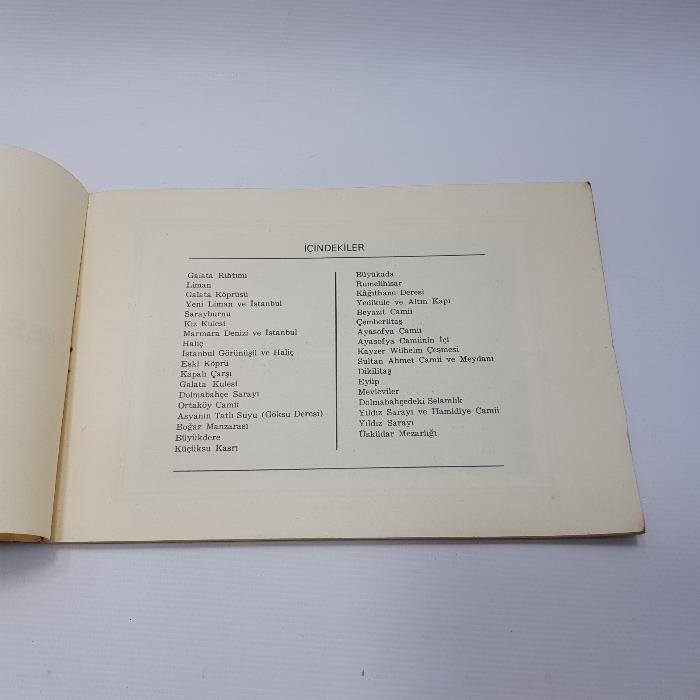 İÇİNDEKİLER
Galata Rıhtımı
Liman
Galata Köprüsü
Yeni Liman ve İstanbul
Sarayburnu
Kız Kulesi
Marmara Denizi ve İstanbul
Haliç
İstanbul Görünüşü ve Haliç
Eski Köprü
Kapalı Çarşı
Galata Kulesi
Dolmabahçe Sarayı
Ortaköy Camii
Asyanın Tatlı Suyu (Göksu Deresi)
Boğaz Manzarası
Büyükdere
Küçüksu Kasrı
Büyükada
Rumelihisar
Kâğıthane Deresi
Yedikule ve Altın Kapı
Beyazıt Camii
Çemberlitaş
Ayasofya Camii
Ayasofya Camiinin İçi
Kayzer Wilhelm Çeşmesi
Sultan Ahmet Camii ve Meydanı
Dikilitaş
Eyüp
Mevleviler
Dolmabahçedeki Selamlık
Yıldız Sarayı ve Hamidiye Camii
Yıldız Sarayı
Üsküdar Mezarlığı